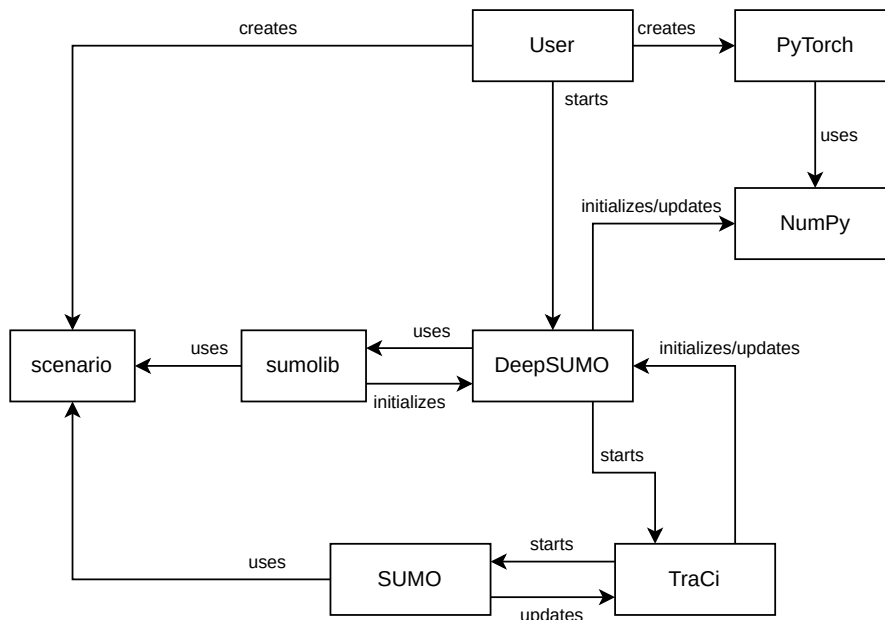 creates
User
creates
PyTorch
starts
uses
initializes/updates
NumPy
scenario
uses
sumolib
uses
initializes
DeepSUMO
initializes/updates
starts
uses
SUMO
starts
updates
TraCi